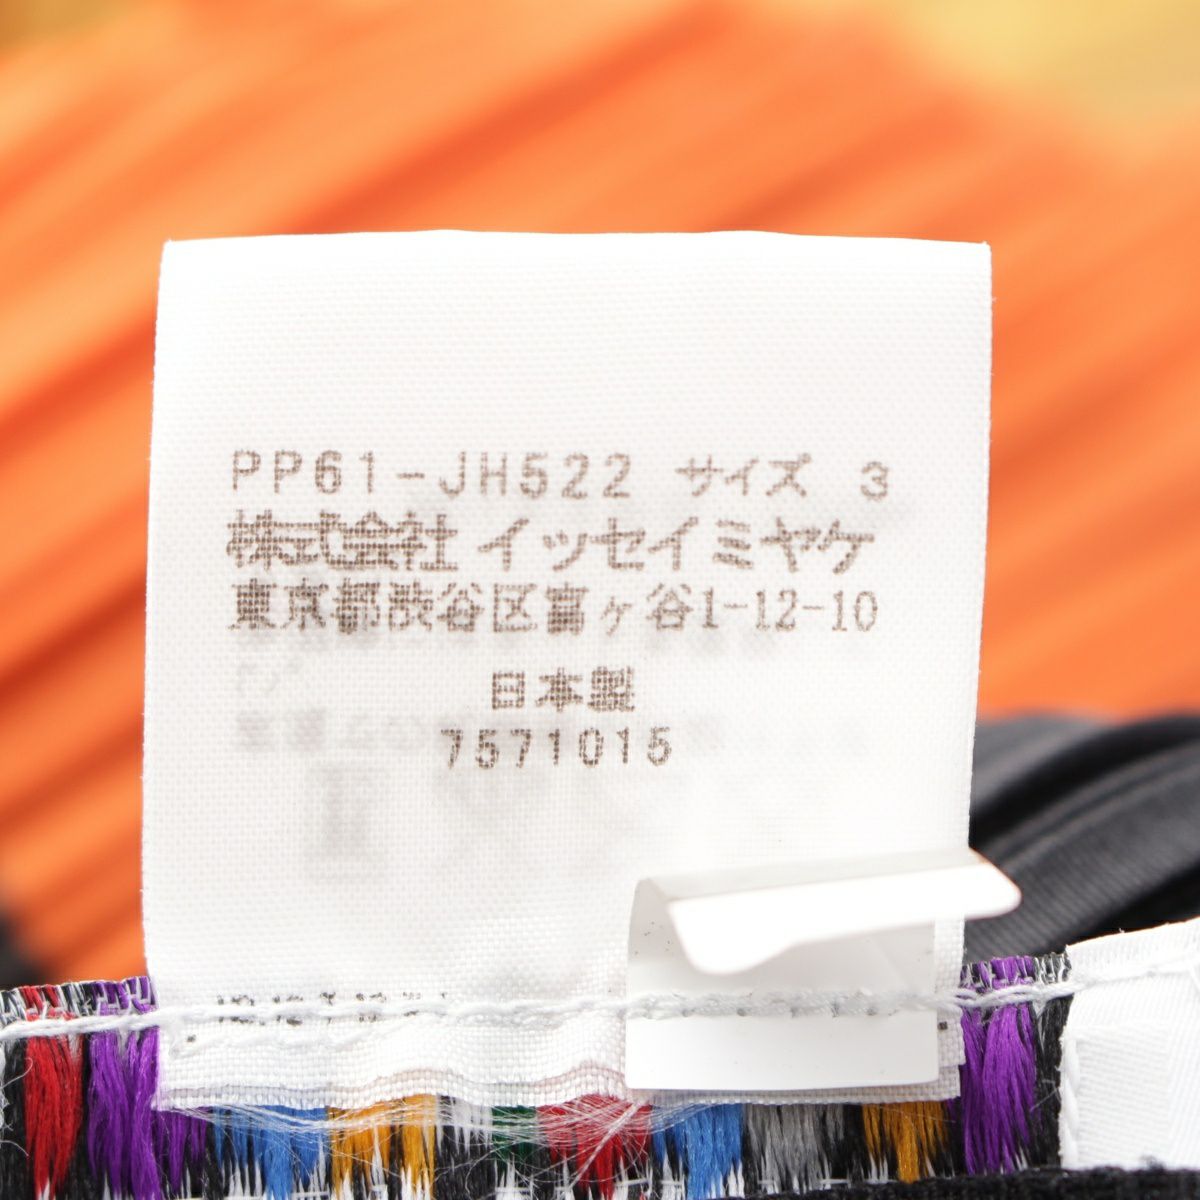 PP61-JH522 サイズ 3
株式会社 イッセイミヤケ
東京都渋谷区富ヶ谷1-12-10
日本製
7571015